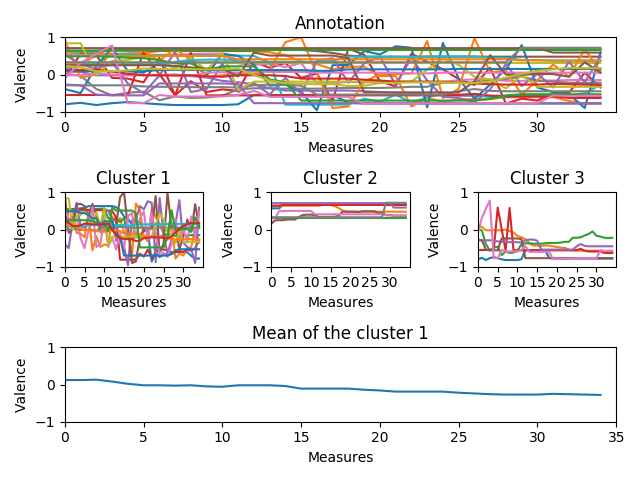 Annotation
1
0
−1
Valence
0 5 10 15 20 25 30
Measures
Cluster 1 Cluster 2 Cluster 3
1 1 1
0 0 0
−1 −1 −1
Valence Valence Valence
0 5 10 15 20 25 30 0 5 10 15 20 25 30 0 5 10 15 20 25 30
Measures Measures Measures
Mean of the cluster 1
1
0
−1
Valence
0 5 10 15 20 25 30 35
Measures